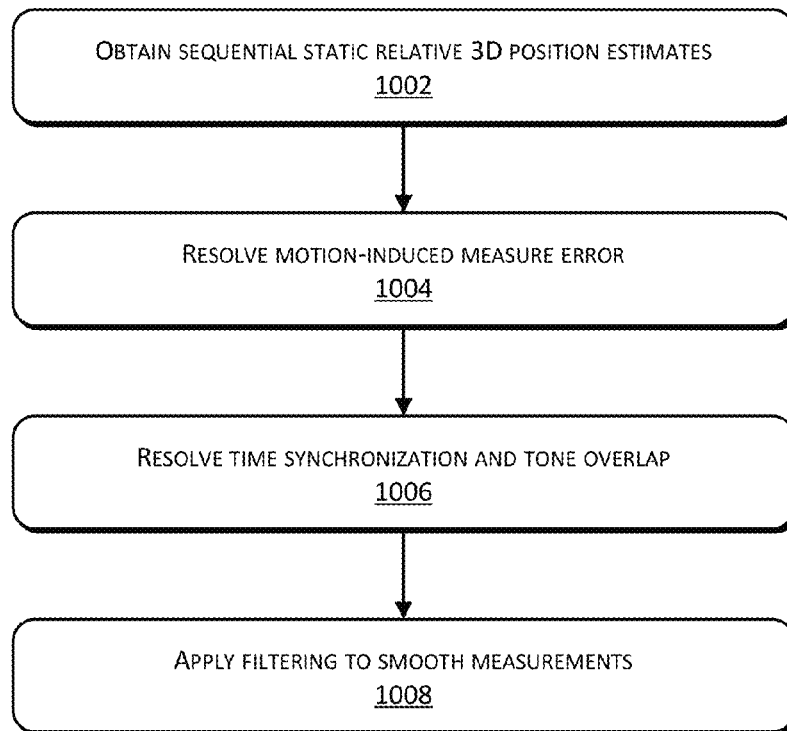 OBTAIN SEQUENTIAL STATIC RELATIVE 3D POSITION ESTIMATES
1002
RESOLVE MOTION-INDUCED MEASURE ERROR
1004
RESOLVE TIME SYNCHRONIZATION AND TONE OVERLAP
1006
APPLY FILTERING TO SMOOTH MEASUREMENTS
1008